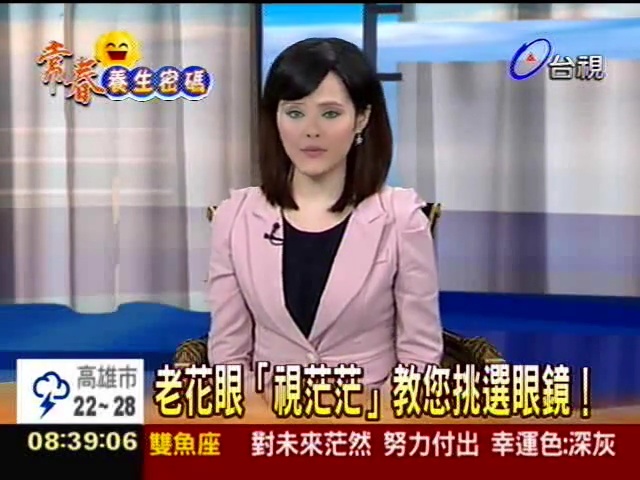 常春
養生密碼
台視
高雄市
22~28
老花眼「視茫茫」教您挑選眼鏡！
08:39:06 雙魚座 對未來茫然 努力付出 幸運色:深灰